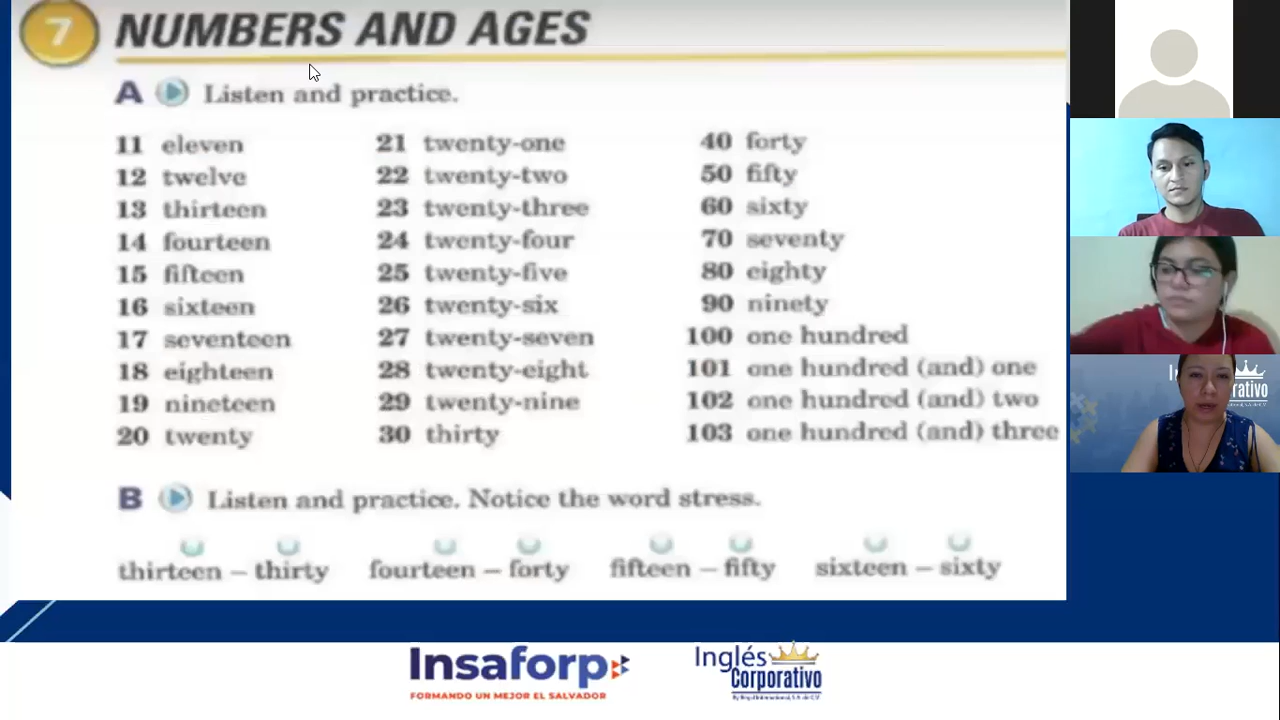 7 NUMBERS AND AGES
A Listen and practice.
11 eleven
12 twelve
13 thirteen
14 fourteen
15 fifteen
16 sixteen
17 seventeen
18 eighteen
19 nineteen
20 twenty
21 twenty-one
22 twenty-two
23 twenty-three
24 twenty-four
25 twenty-five
26 twenty-six
27 twenty-seven
28 twenty-eight
29 twenty-nine
30 thirty
40 forty
50 fifty
60 sixty
70 seventy
80 eighty
90 ninety
100 one hundred
101 one hundred (and) one
102 one hundred (and) two
103 one hundred (and) three
B Listen and practice. Notice the word stress.
thirteen – thirty fourteen – forty fifteen – fifty sixteen – sixty
Insaforp
FORMANDO UN MEJOR EL SALVADOR
Inglés
Corporativo